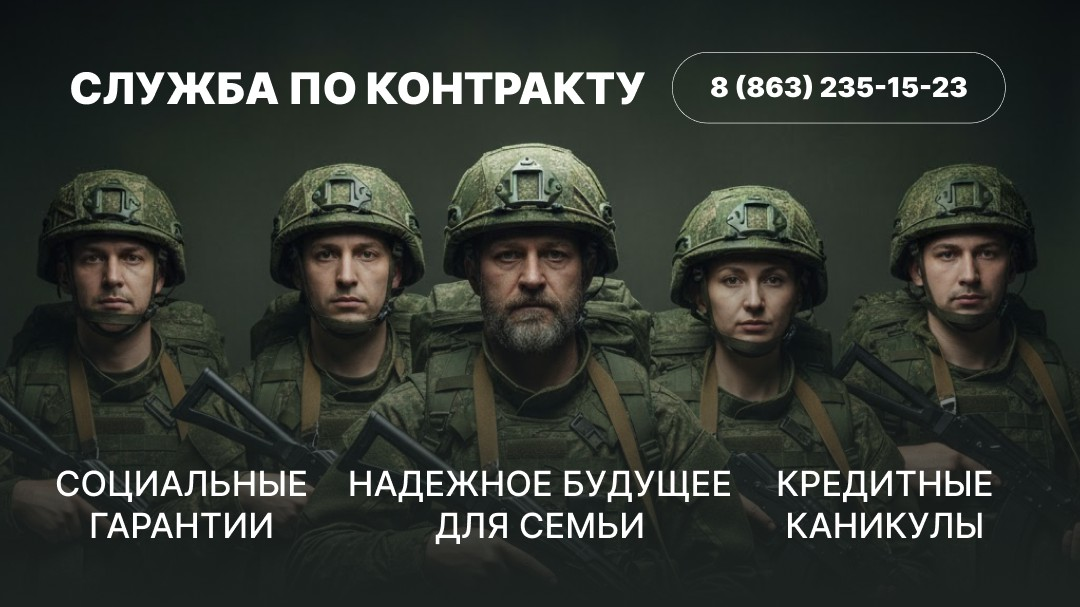 СЛУЖБА ПО КОНТРАКТУ
8 (863) 235-15-23
СОЦИАЛЬНЫЕ
ГАРАНТИИ
НАДЕЖНОЕ БУДУЩЕЕ
ДЛЯ СЕМЬИ
КРЕДИТНЫЕ
КАНИКУЛЫ